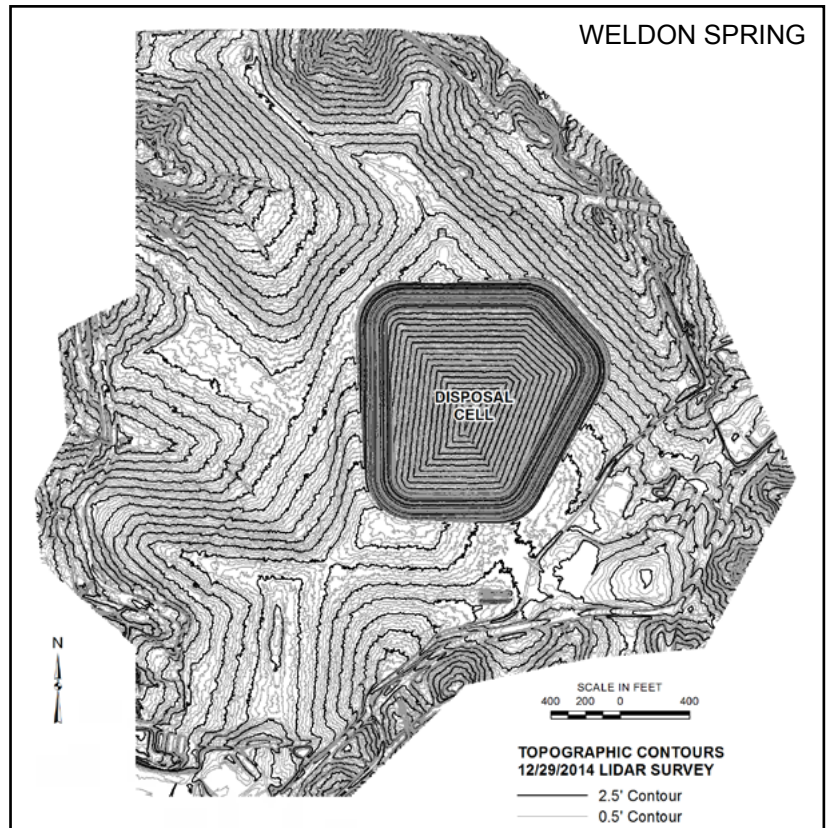 WELDON SPRING
DISPOSAL
CELL
N
SCALE IN FEET
400 200 0 400
TOPOGRAPHIC CONTOURS
12/29/2014 LIDAR SURVEY
2.5' Contour
0.5' Contour